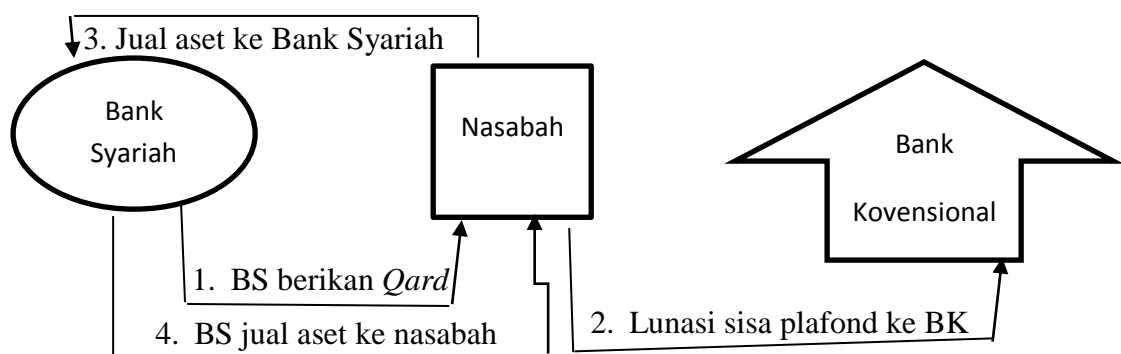 3. Jual aset ke Bank Syariah
Bank
Syariah
Nasabah
Bank
Kovensional
1. BS berikan Qard
2. Lunasi sisa plafond ke BK
4. BS jual aset ke nasabah